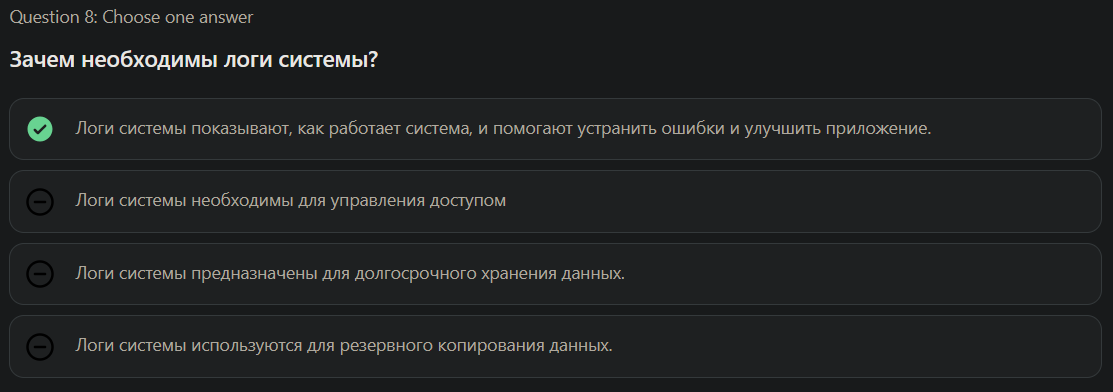 Question 8: Choose one answer
Зачем необходимы логи системы?
Логи системы показывают, как работает система, и помогают устранить ошибки и улучшить приложение.
Логи системы необходимы для управления доступом
Логи системы предназначены для долгосрочного хранения данных.
Логи системы используются для резервного копирования данных.